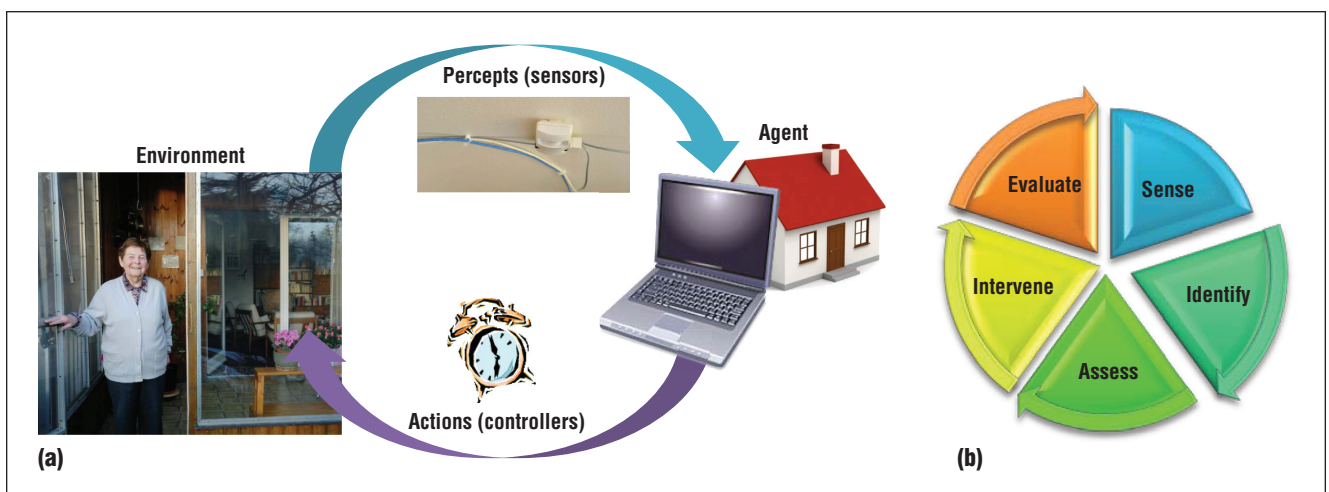 Percepts (sensors)
Agent
Environment
Actions (controllers)
(a)
Evaluate
Sense
Intervene
Identify
Assess
(b)